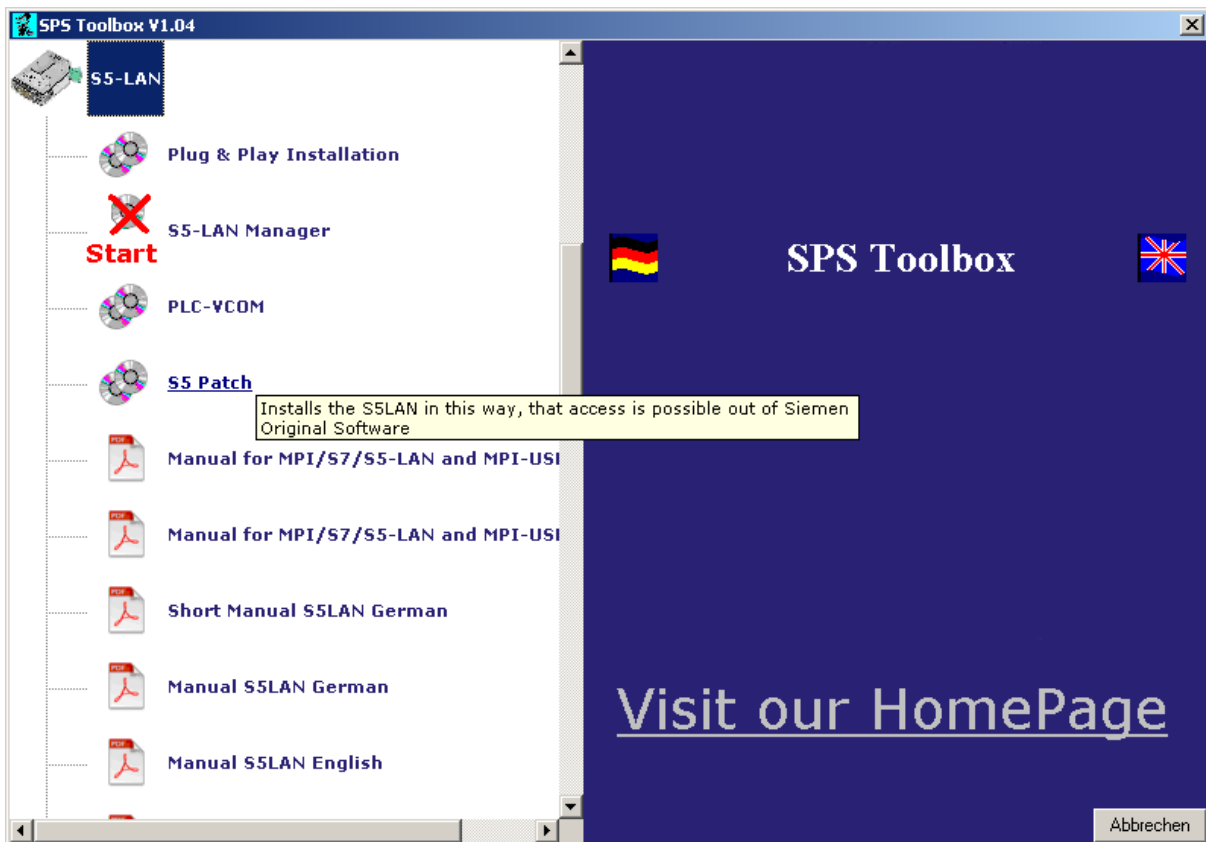 SPS Toolbox V1.04
S5-LAN
Plug & Play Installation
Start
S5-LAN Manager
PLC-VCOM
S5 Patch
Installs the S5LAN in this way, that access is possible out of Siemen
Original Software
Manual for MPI/S7/S5-LAN and MPI-USI
Manual for MPI/S7/S5-LAN and MPI-USI
Short Manual S5LAN German
Manual S5LAN German
Manual S5LAN English
SPS Toolbox
Visit our HomePage
Abbrechen